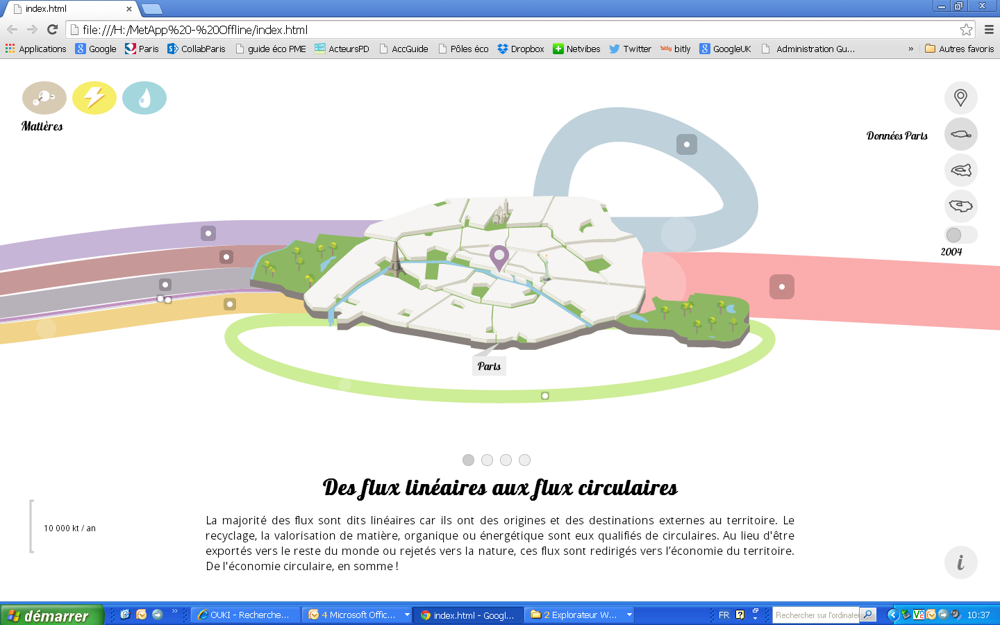 index.html
file:///H:/MetApp%20-%20Offline/index.html
Applications Google Paris CollabParis guide éco PME ActeursPD AccGuide Pôles éco Dropbox Netvibes Twitter bitly GoogleUK Administration Gu... » Autres favoris
Matières
Données Paris
2004
Paris
Des flux linéaires aux flux circulaires
La majorité des flux sont dits linéaires car ils ont des origines et des destinations externes au territoire. Le
recyclage, la valorisation de matière, organique ou énergétique sont eux qualifiés de circulaires. Au lieu d'être
exportés vers le reste du monde ou rejetés vers la nature, ces flux sont redirigés vers l’économie du territoire.
De l'économie circulaire, en somme !
10 000 kt / an
i
démarrer » OUKI - Recherche... 4 Microsoft Offic... index.html - Googl... 2 Explorateur W... FR Rechercher sur l'ordinate 10:37